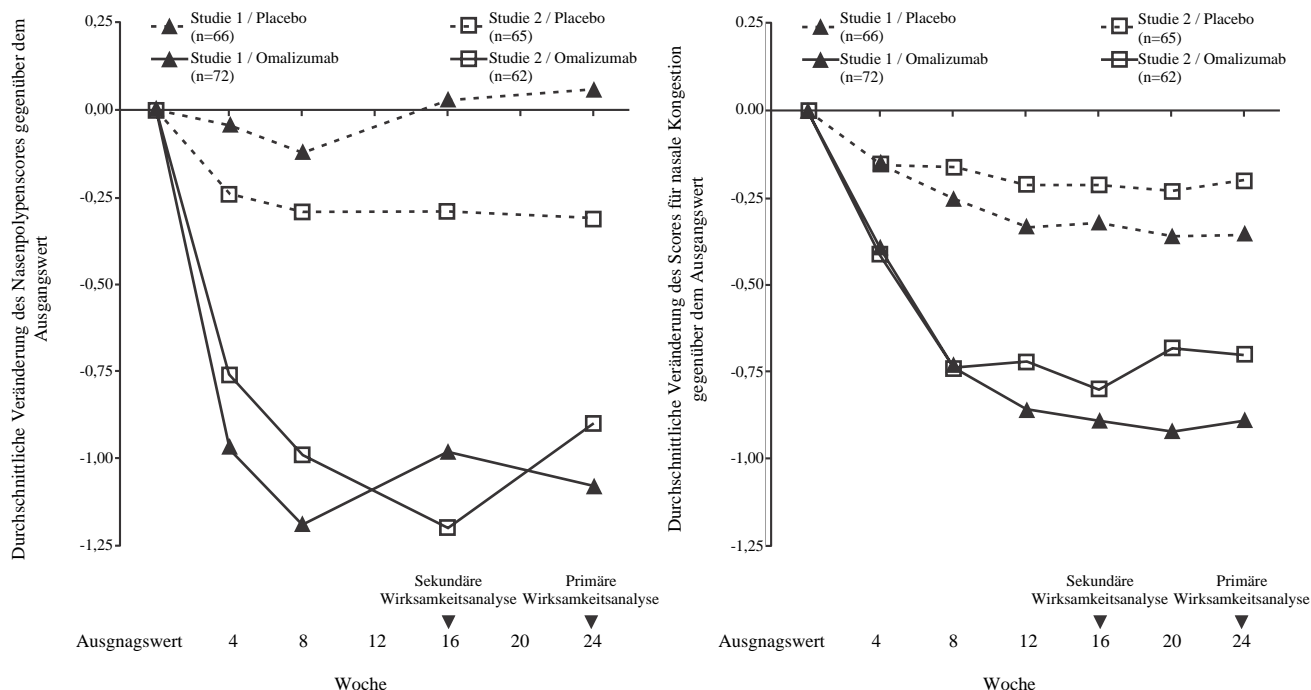 Durchschnittliche Veränderung des Nasenpolypenscores gegenüber dem
Ausgangswert
Studie 1 / Placebo
(n=66)
Studie 2 / Placebo
(n=65)
Studie 1 / Omalizumab
(n=72)
Studie 2 / Omalizumab
(n=62)
0,25
0,00
-0,25
-0,50
-0,75
-1,00
-1,25
Sekundäre
Wirksamkeitsanalyse
Primäre
Wirksamkeitsanalyse
Ausgnagswert 4 8 12 16 20 24
Woche
Durchschnittliche Veränderung des Scores für nasale Kongestion
gegenüber dem Ausgangswert
Studie 1 / Placebo
(n=66)
Studie 2 / Placebo
(n=65)
Studie 1 / Omalizumab
(n=72)
Studie 2 / Omalizumab
(n=62)
0.25
0.00
-0,25
-0,50
-0,75
-1,00
-1,25
Sekundäre
Wirksamkeitsanalyse
Primäre
Wirksamkeitsanalyse
Ausgnagswert 4 8 12 16 20 24
Woche